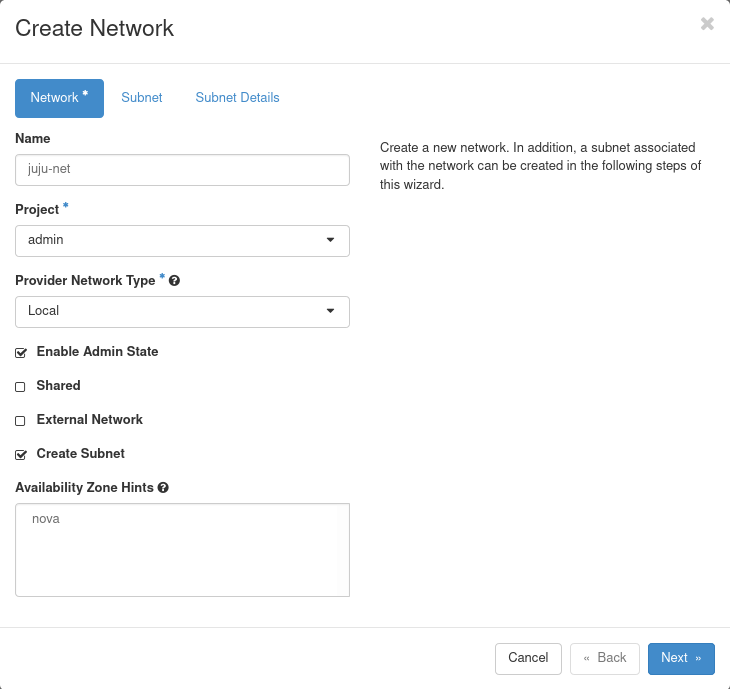 Create Network
Network *
Subnet
Subnet Details
Name
juju-net
Project *
admin
Provider Network Type *
Local
Enable Admin State
Shared
External Network
Create Subnet
Availability Zone Hints
nova
Create a new network. In addition, a subnet associated
with the network can be created in the following steps of
this wizard.
Cancel
« Back
Next »